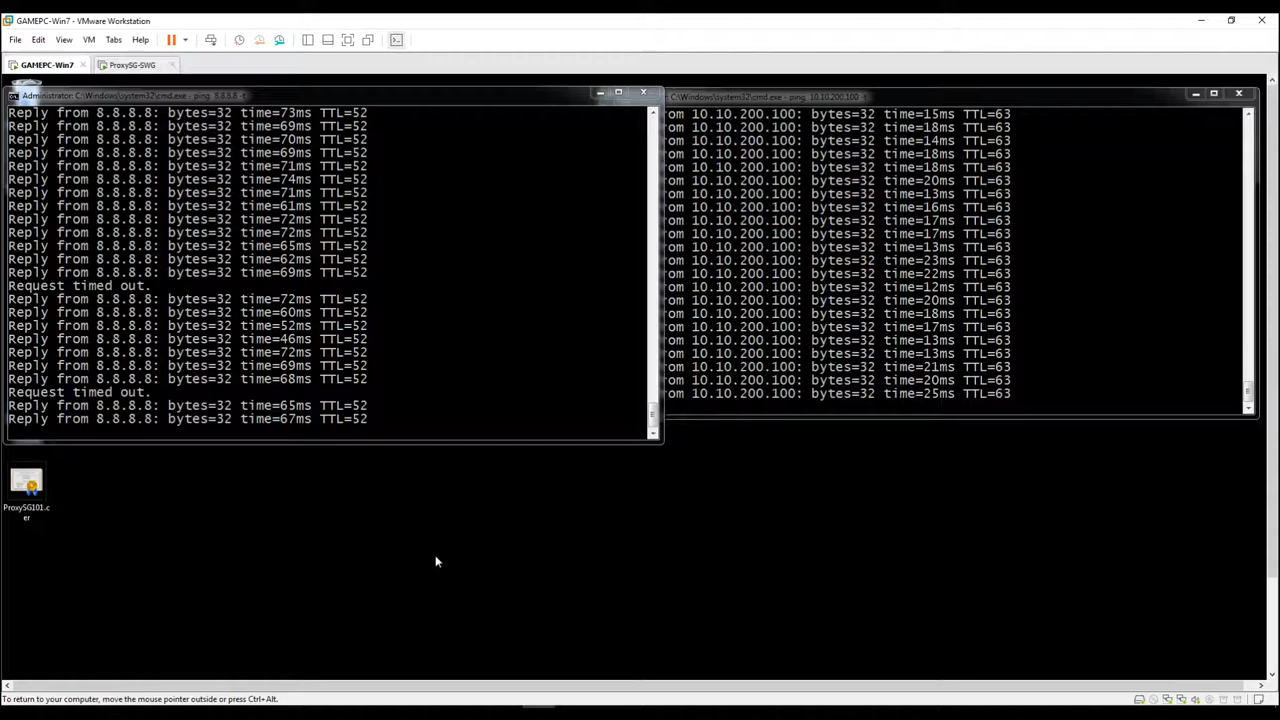 GAMEPC-Win7 - VMware Workstation
File Edit View VM Tabs Help
GAMEPC-Win7 ProxySG-SWG
Administrator: C:\Windows\system32\cmd.exe - ping 8.8.8.8 -t
Reply from 8.8.8.8: bytes=32 time=73ms TTL=52
Reply from 8.8.8.8: bytes=32 time=69ms TTL=52
Reply from 8.8.8.8: bytes=32 time=70ms TTL=52
Reply from 8.8.8.8: bytes=32 time=69ms TTL=52
Reply from 8.8.8.8: bytes=32 time=71ms TTL=52
Reply from 8.8.8.8: bytes=32 time=74ms TTL=52
Reply from 8.8.8.8: bytes=32 time=71ms TTL=52
Reply from 8.8.8.8: bytes=32 time=61ms TTL=52
Reply from 8.8.8.8: bytes=32 time=72ms TTL=52
Reply from 8.8.8.8: bytes=32 time=72ms TTL=52
Reply from 8.8.8.8: bytes=32 time=65ms TTL=52
Reply from 8.8.8.8: bytes=32 time=62ms TTL=52
Reply from 8.8.8.8: bytes=32 time=69ms TTL=52
Request timed out.
Reply from 8.8.8.8: bytes=32 time=72ms TTL=52
Reply from 8.8.8.8: bytes=32 time=60ms TTL=52
Reply from 8.8.8.8: bytes=32 time=52ms TTL=52
Reply from 8.8.8.8: bytes=32 time=46ms TTL=52
Reply from 8.8.8.8: bytes=32 time=72ms TTL=52
Reply from 8.8.8.8: bytes=32 time=69ms TTL=52
Reply from 8.8.8.8: bytes=32 time=68ms TTL=52
Request timed out.
Reply from 8.8.8.8: bytes=32 time=65ms TTL=52
Reply from 8.8.8.8: bytes=32 time=67ms TTL=52
: C:\Windows\system32\cmd.exe - ping 10.10.200.100 -t
om 10.10.200.100: bytes=32 time=15ms TTL=63
om 10.10.200.100: bytes=32 time=18ms TTL=63
om 10.10.200.100: bytes=32 time=14ms TTL=63
om 10.10.200.100: bytes=32 time=18ms TTL=63
om 10.10.200.100: bytes=32 time=18ms TTL=63
om 10.10.200.100: bytes=32 time=20ms TTL=63
om 10.10.200.100: bytes=32 time=13ms TTL=63
om 10.10.200.100: bytes=32 time=16ms TTL=63
om 10.10.200.100: bytes=32 time=17ms TTL=63
om 10.10.200.100: bytes=32 time=17ms TTL=63
om 10.10.200.100: bytes=32 time=13ms TTL=63
om 10.10.200.100: bytes=32 time=23ms TTL=63
om 10.10.200.100: bytes=32 time=22ms TTL=63
om 10.10.200.100: bytes=32 time=12ms TTL=63
om 10.10.200.100: bytes=32 time=20ms TTL=63
om 10.10.200.100: bytes=32 time=18ms TTL=63
om 10.10.200.100: bytes=32 time=17ms TTL=63
om 10.10.200.100: bytes=32 time=13ms TTL=63
om 10.10.200.100: bytes=32 time=13ms TTL=63
om 10.10.200.100: bytes=32 time=21ms TTL=63
om 10.10.200.100: bytes=32 time=20ms TTL=63
om 10.10.200.100: bytes=32 time=25ms TTL=63
ProxySG101.c
er
To return to your computer, move the mouse pointer outside or press Ctrl+Alt.